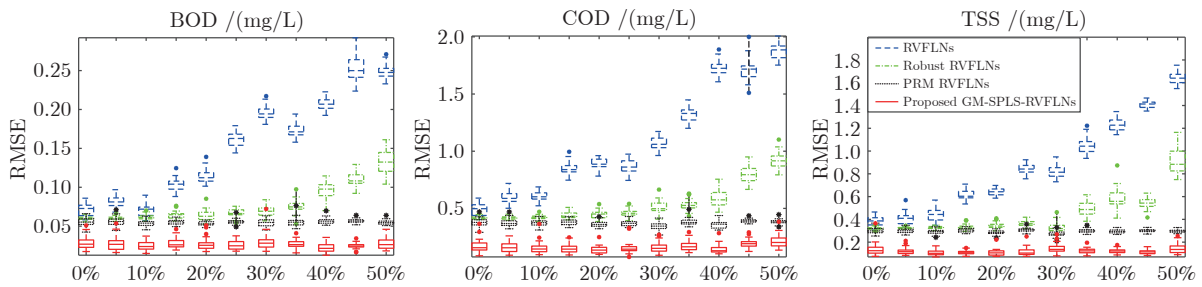 BOD /(mg/L)
RMSE
0.25
0.20
0.15
0.10
0.05
0% 10% 20% 30% 40% 50%
COD /(mg/L)
RMSE
2.0
1.5
1.0
0.5
0% 10% 20% 30% 40% 50%
TSS /(mg/L)
RMSE
1.8
1.6
1.4
1.2
1.0
0.8
0.6
0.4
0.2
RVFLNs
Robust RVFLNs
PRM RVFLNs
Proposed GM-SPLS-RVFLNs
0% 10% 20% 30% 40% 50%